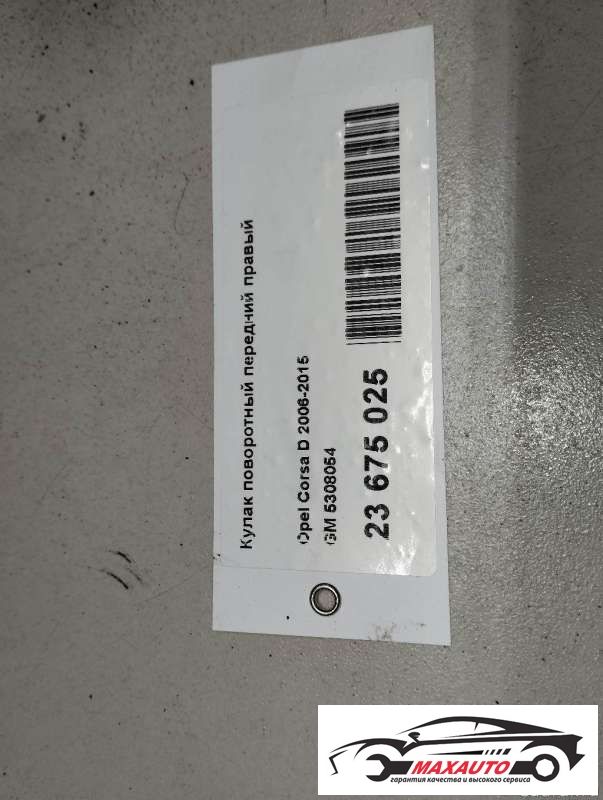 Кулак поворотный передний правый
Opel Corsa D 2006-2015
GM 5308054
23 675 025
MAXAUTO
гарантия качества и высокого сервиса